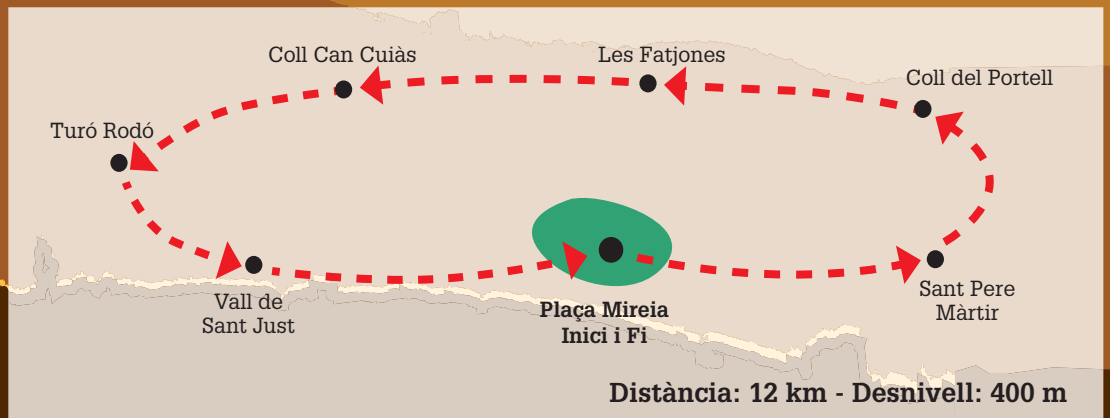 Coll Can Cuiàs
Les Fatjones
Coll del Portell
Turó Rodó
Vall de
Sant Just
Plaça Mireia
Inici i Fi
Sant Pere
Màrtir
Distància: 12 km - Desnivell: 400 m